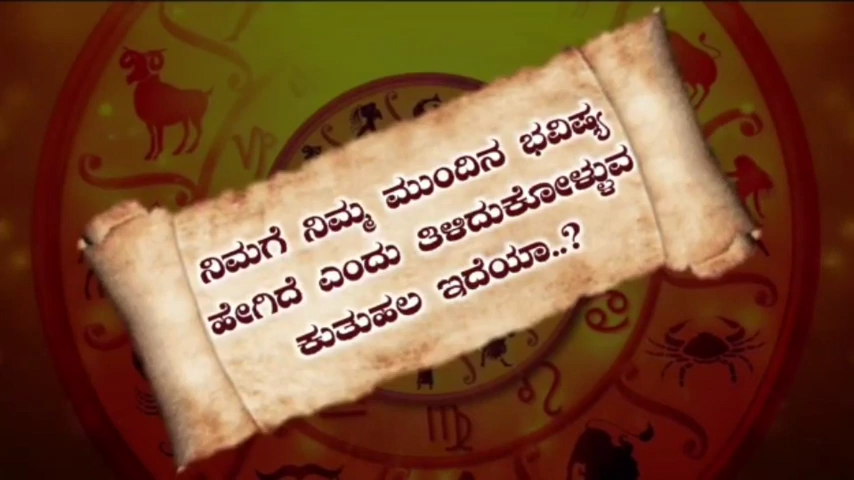 ನಿಮಗೆ ನಿಮ್ಮ ಮುಂದಿನ ಭವಿಷ್ಯ
ಹೇಗಿದೆ ಎಂದು ತಿಳಿದುಕೋಳ್ಳುವ
ಕುತುಹಲ ಇದೆಯಾ..?